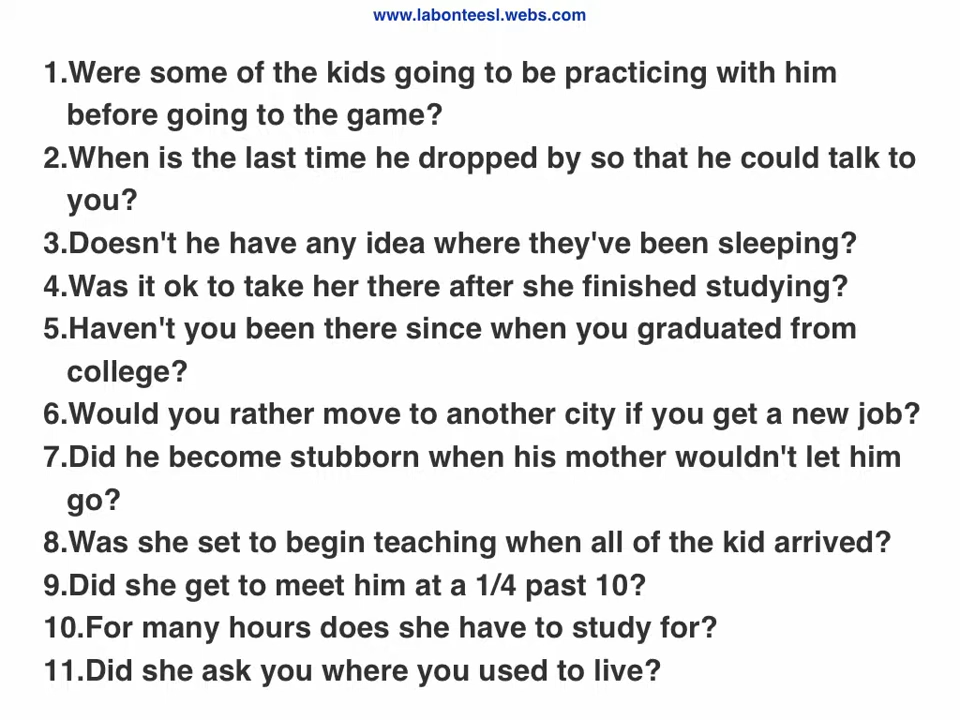 www.labonteesl.webs.com
1.Were some of the kids going to be practicing with him
before going to the game?
2.When is the last time he dropped by so that he could talk to
you?
3.Doesn't he have any idea where they've been sleeping?
4.Was it ok to take her there after she finished studying?
5.Haven't you been there since when you graduated from
college?
6.Would you rather move to another city if you get a new job?
7.Did he become stubborn when his mother wouldn't let him
go?
8.Was she set to begin teaching when all of the kid arrived?
9.Did she get to meet him at a 1/4 past 10?
10.For many hours does she have to study for?
11.Did she ask you where you used to live?